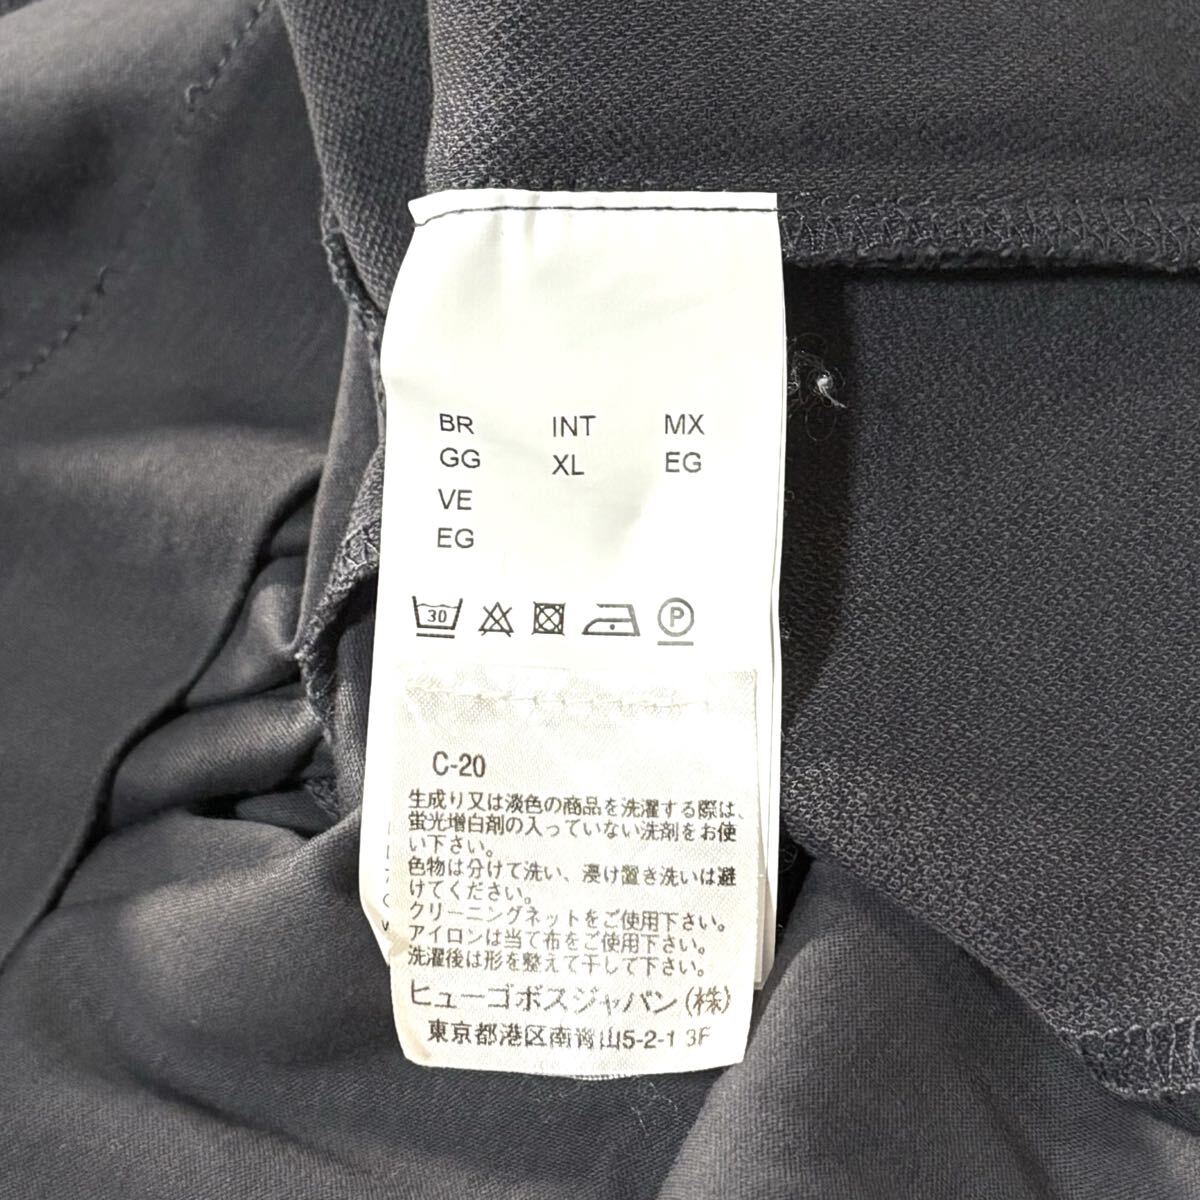 BR INT MX
GG XL EG
VE
EG
30 P
C-20
生成り又は淡色の商品を洗濯する際は、
蛍光増白剤の入っていない洗剤をお使
い下さい。
色物は分けて洗い、浸け置き洗いは避
けてください。
クリーニングネットをご使用下さい。
アイロンは当て布をご使用下さい。
洗濯後は形を整えて干して下さい。
ヒューゴボスジャパン(株)
東京都港区南青山5-2-1 3F